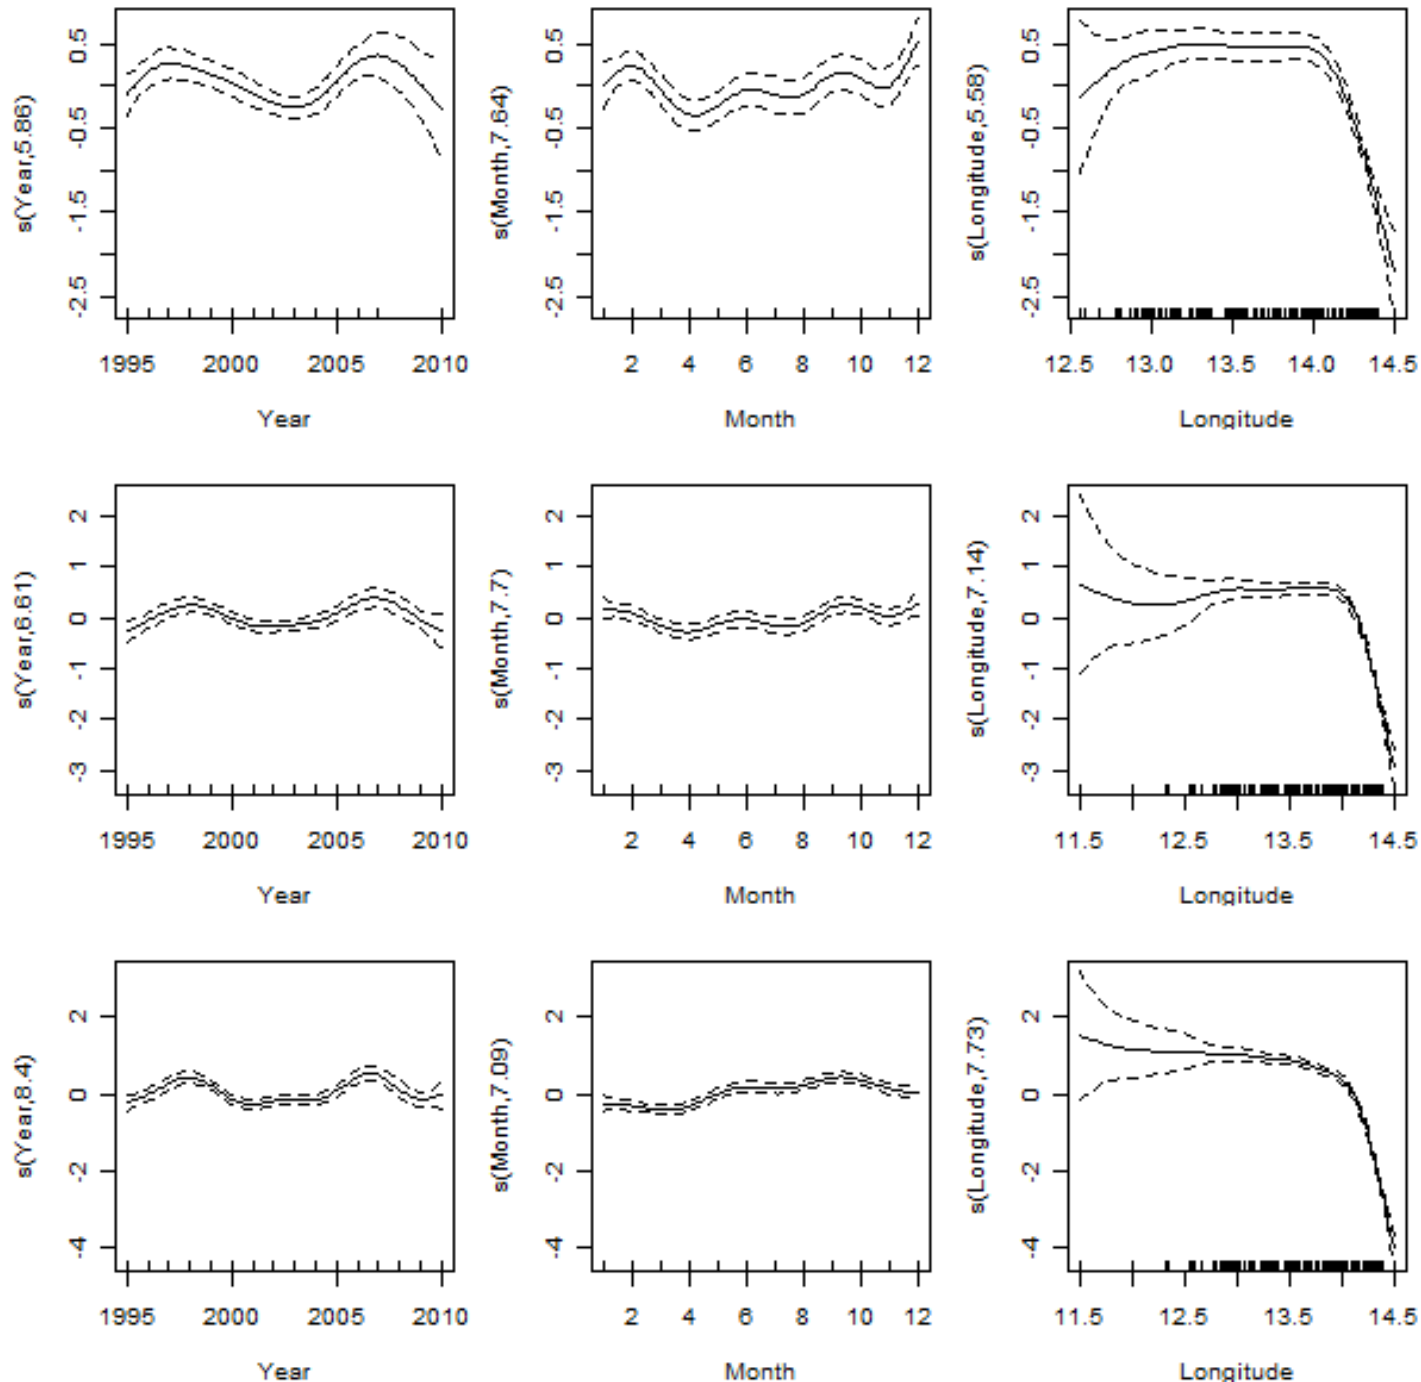 s(Year,5.86)
0.5
-0.5
-1.5
-2.5
1995 2000 2005 2010
Year
s(Month,7.64)
0.5
-0.5
-1.5
-2.5
2 4 6 8 10 12
Month
s(Longitude,5.58)
0.5
-0.5
-1.5
-2.5
12.5 13.0 13.5 14.0 14.5
Longitude
s(Year,6.61)
2
1
0
-1
-2
-3
1995 2000 2005 2010
Year
s(Month,7.7)
2
1
0
-1
-2
-3
2 4 6 8 10 12
Month
s(Longitude,7.14)
2
1
0
-1
-2
-3
11.5 12.5 13.5 14.5
Longitude
s(Year,8.4)
2
0
-2
-4
1995 2000 2005 2010
Year
s(Month,7.09)
2
0
-2
-4
2 4 6 8 10 12
Month
s(Longitude,7.73)
2
0
-2
-4
11.5 12.5 13.5 14.5
Longitude